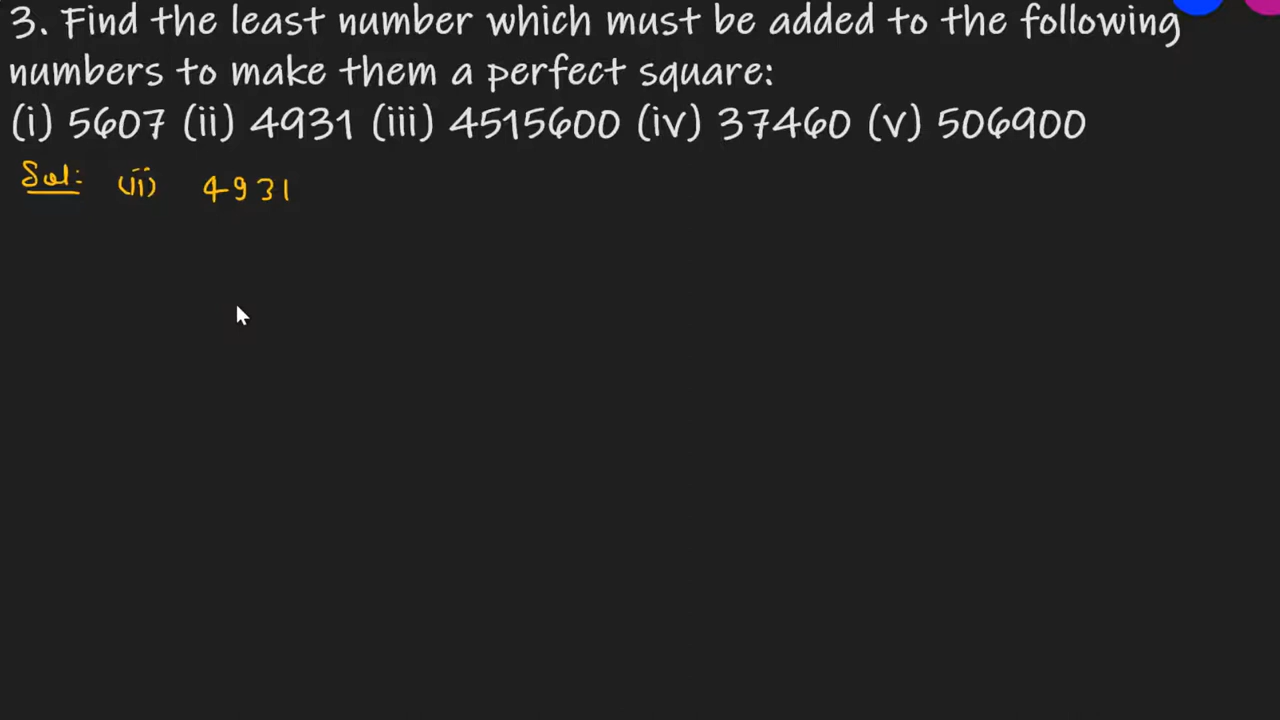 3. Find the least number which must be added to the following
numbers to make them a perfect square:
(i) 5607 (ii) 4931 (iii) 4515600 (iv) 37460 (v) 506900
Sol: (ii) 4931